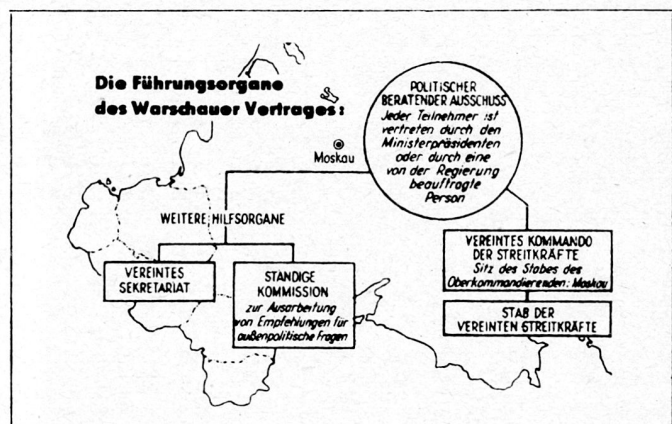 Die Führungsorgane
des Warschauer Vertrages:
POLITISCHER
BERATENDER AUSSCHUSS
Jeder Teilnehmer ist
vertreten durch den
Ministerpräsidenten
oder durch eine
von der Regierung
beauftragte
Person
Moskau
WEITERE HILFSORGANE
VEREINTES
SEKRETARIAT
STÄNDIGE
KOMMISSION
zur Ausarbeitung
von Empfehlungen für
außenpolitische Fragen
VEREINTES KOMMANDO
DER STREITKRÄFTE
Sitz des Stabes des
Oberkommandierenden: Moskau
STAB DER
VEREINTEN STREITKRÄFTE